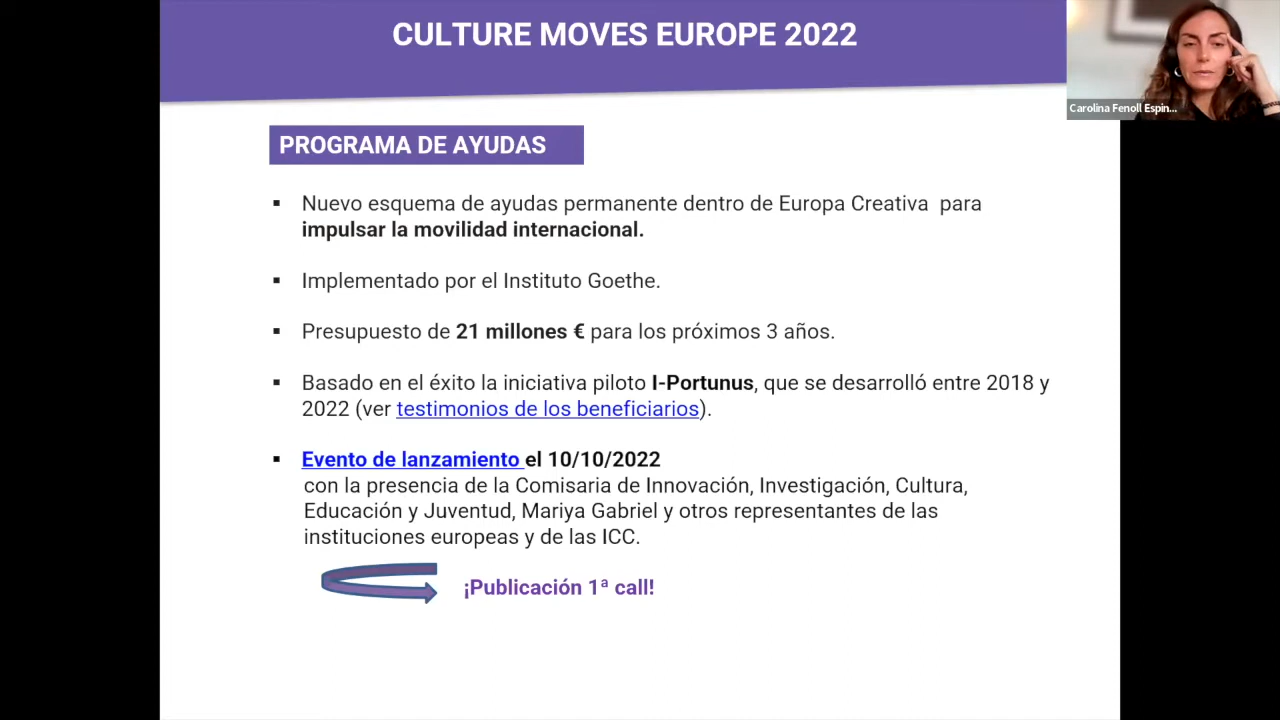 CULTURE MOVES EUROPE 2022
Carolina Fenoll Espin...
PROGRAMA DE AYUDAS
▪ Nuevo esquema de ayudas permanente dentro de Europa Creativa para
impulsar la movilidad internacional.
▪ Implementado por el Instituto Goethe.
▪ Presupuesto de 21 millones € para los próximos 3 años.
▪ Basado en el éxito la iniciativa piloto I-Portunus, que se desarrolló entre 2018 y
2022 (ver testimonios de los beneficiarios).
▪ Evento de lanzamiento el 10/10/2022
con la presencia de la Comisaria de Innovación, Investigación, Cultura,
Educación y Juventud, Mariya Gabriel y otros representantes de las
instituciones europeas y de las ICC.
¡Publicación 1ª call!